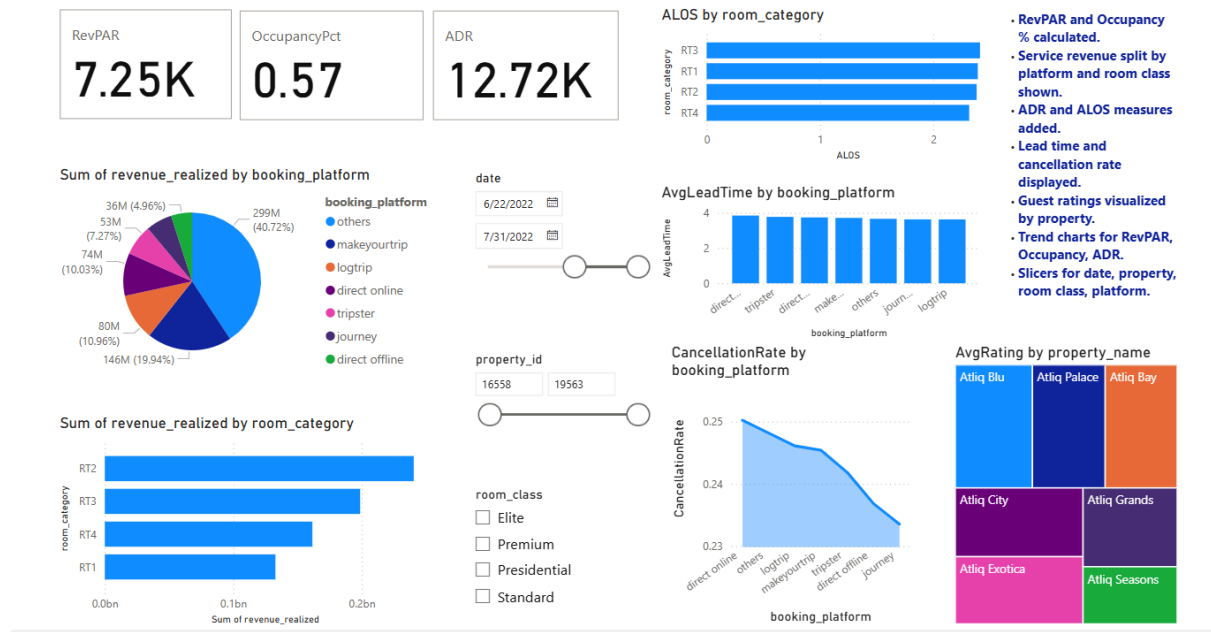 RevPAR
7.25K
OccupancyPct
0.57
ADR
12.72K
Sum of revenue_realized by booking_platform
299M
(40.72%)
146M (19.94%)
80M
(10.96%)
74M
(10.03%)
53M
(7.27%)
36M (4.96%)
booking_platform
others
makeyourtrip
logtrip
direct online
tripster
journey
direct offline
Sum of revenue_realized by room_category
room_category
RT2
RT3
RT4
RT1
0.0bn
0.1bn
0.2bn
Sum of revenue_realized
date
6/22/2022
7/31/2022
property_id
16558
19563
room_class
Elite
Premium
Presidential
Standard
ALOS by room_category
room_category
RT3
RT1
RT2
RT4
0
1
2
ALOS
AvgLeadTime by booking_platform
AvgLeadTime
4
2
0
direct...
tripster
direct...
make...
others
journ...
logtrip
booking_platform
CancellationRate by
booking_platform
CancellationRate
0.25
0.24
0.23
direct online
others
logtrip
makeyourtrip
tripster
direct offline
journey
booking_platform
• RevPAR and Occupancy
% calculated.
• Service revenue split by
platform and room class
shown.
• ADR and ALOS measures
added.
• Lead time and
cancellation rate
displayed.
• Guest ratings visualized
by property.
• Trend charts for RevPAR,
Occupancy, ADR.
• Slicers for date, property,
room class, platform.
AvgRating by property_name
Atliq Blu
Atliq Palace
Atliq Bay
Atliq City
Atliq Grands
Atliq Exotica
Atliq Seasons